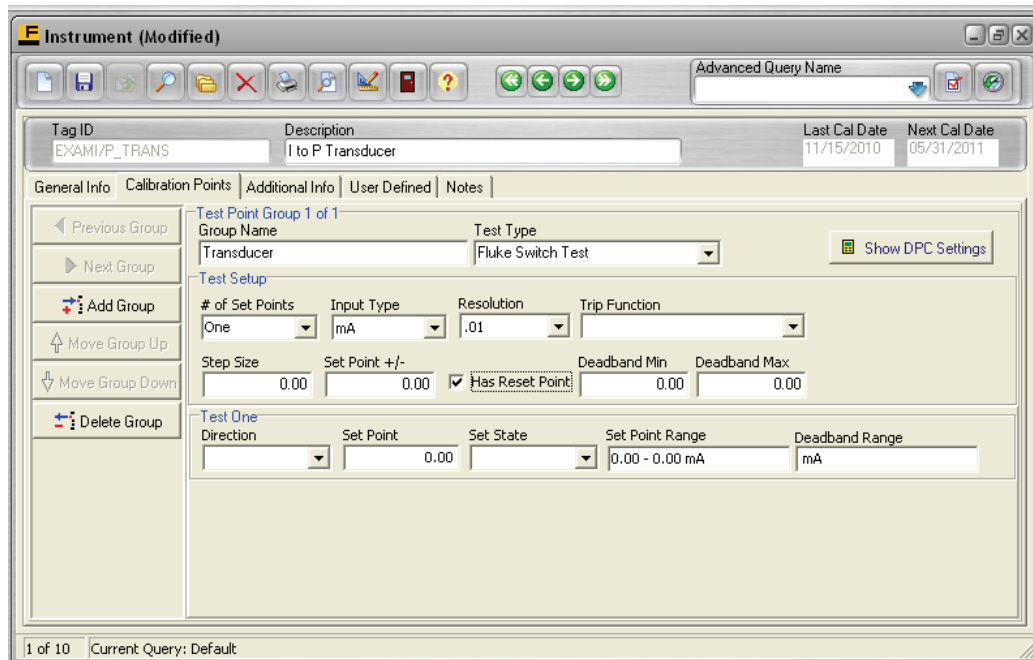 F Instrument (Modified)
Advanced Query Name
Tag ID Description Last Cal Date Next Cal Date
EXAMI/P_TRANS I to P Transducer 11/15/2010 05/31/2011
General Info Calibration Points Additional Info User Defined Notes
Previous Group
Next Group
Add Group
Move Group Up
Move Group Down
Delete Group
Test Point Group 1 of 1
Group Name Test Type
Transducer Fluke Switch Test Show DPC Settings
Test Setup
# of Set Points Input Type Resolution Trip Function
One mA .01
Step Size Set Point +/- Deadband Min Deadband Max
0.00 0.00 Has Reset Point 0.00 0.00
Test One
Direction Set Point Set State Set Point Range Deadband Range
0.00 0.00 - 0.00 mA mA
1 of 10 Current Query: Default